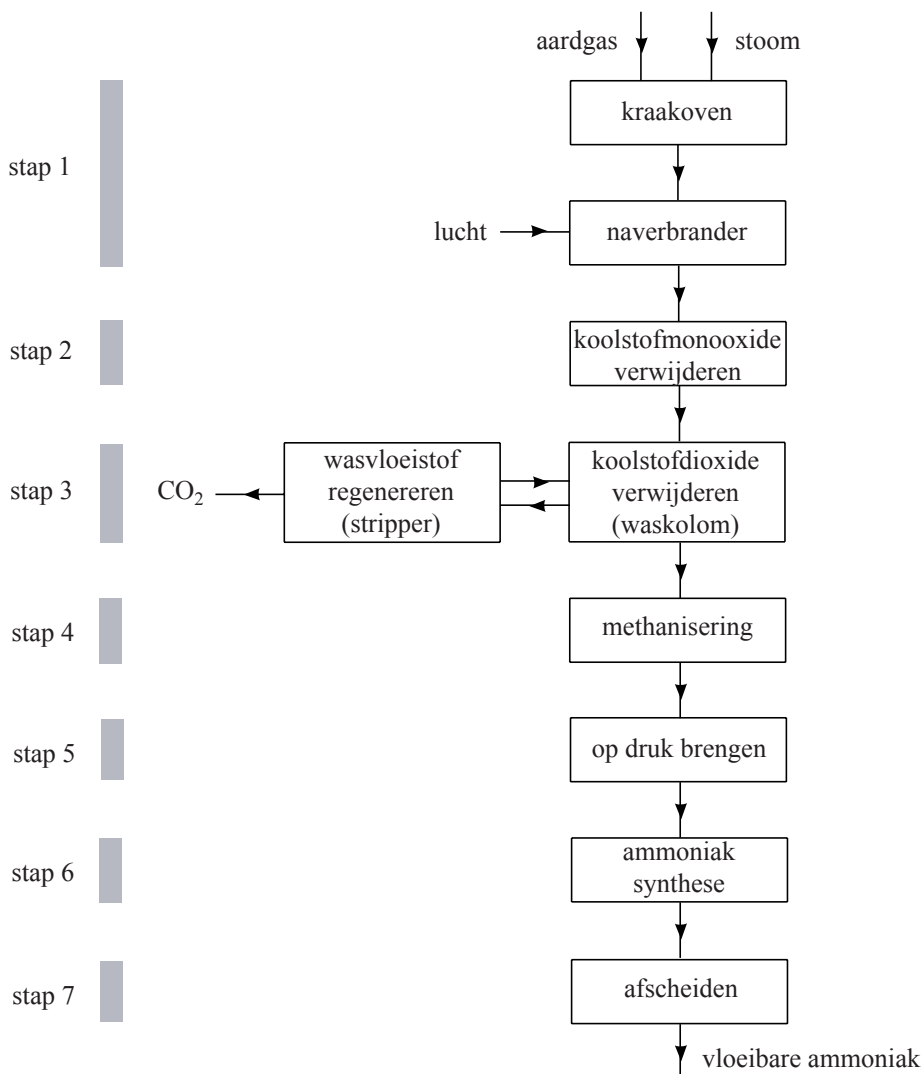 aardgas stoom
stap 1
kraakoven
lucht
naverbrander
stap 2
koolstofmonooxide
verwijderen
stap 3
CO₂
wasvloeistof
regenereren
(stripper)
koolstofdioxide
verwijderen
(waskolom)
stap 4
methanisering
stap 5
op druk brengen
stap 6
ammoniak
synthese
stap 7
afscheiden
vloeibare ammoniak